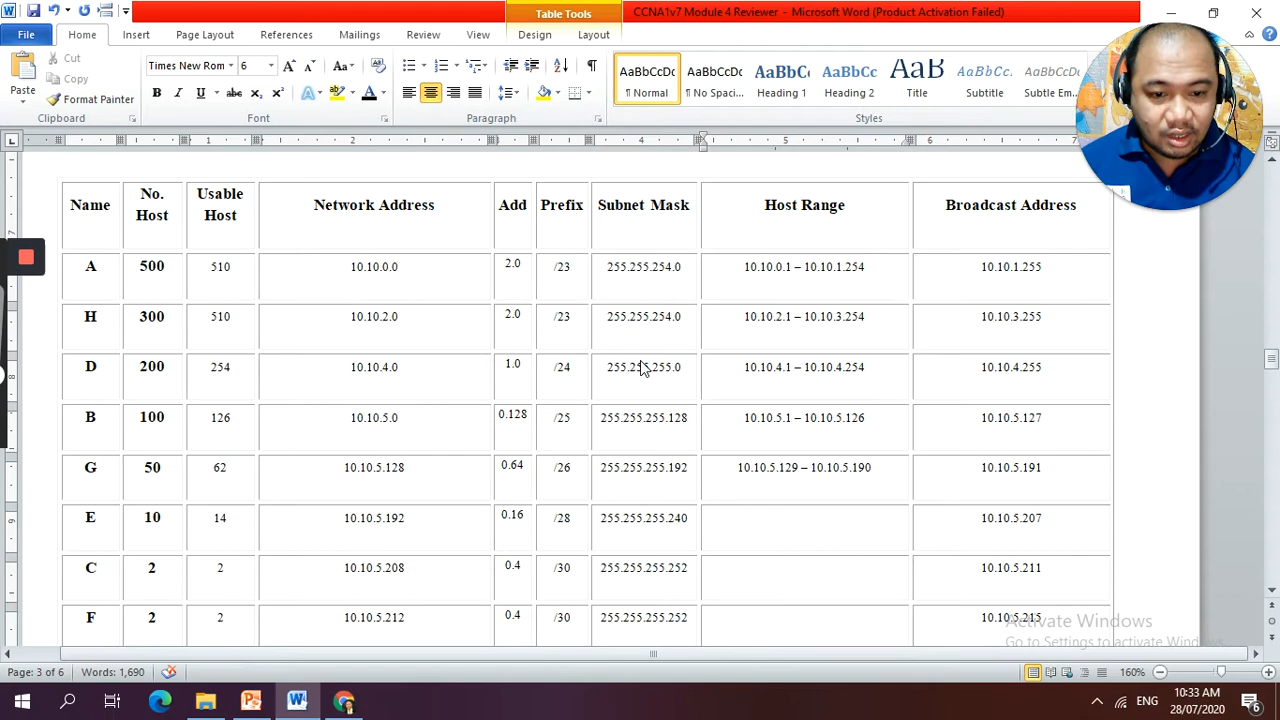 Table Tools
CCNA1v7 Module 4 Reviewer - Microsoft Word (Product Activation Failed)
File Home Insert Page Layout References Mailings Review View Design Layout
Paste
Cut
Copy
Format Painter
Times New Rom 6
Clipboard Font Paragraph Styles
AaBbCcDc ¶ Normal
AaBbCcDc ¶ No Spaci...
AaBbCc Heading 1
AaBbCc Heading 2
AaB Title
AaBbCcD Subtitle
AaBbCcDc Subtle Em...
Name No. Host Usable Host Network Address Add Prefix Subnet Mask Host Range Broadcast Address
A 500 510 10.10.0.0 2.0 /23 255.255.254.0 10.10.0.1 – 10.10.1.254 10.10.1.255
H 300 510 10.10.2.0 2.0 /23 255.255.254.0 10.10.2.1 – 10.10.3.254 10.10.3.255
D 200 254 10.10.4.0 1.0 /24 255.255.255.0 10.10.4.1 – 10.10.4.254 10.10.4.255
B 100 126 10.10.5.0 0.128 /25 255.255.255.128 10.10.5.1 – 10.10.5.126 10.10.5.127
G 50 62 10.10.5.128 0.64 /26 255.255.255.192 10.10.5.129 – 10.10.5.190 10.10.5.191
E 10 14 10.10.5.192 0.16 /28 255.255.255.240 10.10.5.207
C 2 2 10.10.5.208 0.4 /30 255.255.255.252 10.10.5.211
F 2 2 10.10.5.212 0.4 /30 255.255.255.252 10.10.5.215
Activate Windows
Go to Settings to activate Windows.
Page: 3 of 6 Words: 1,690 160%
ENG
10:33 AM
28/07/2020
6